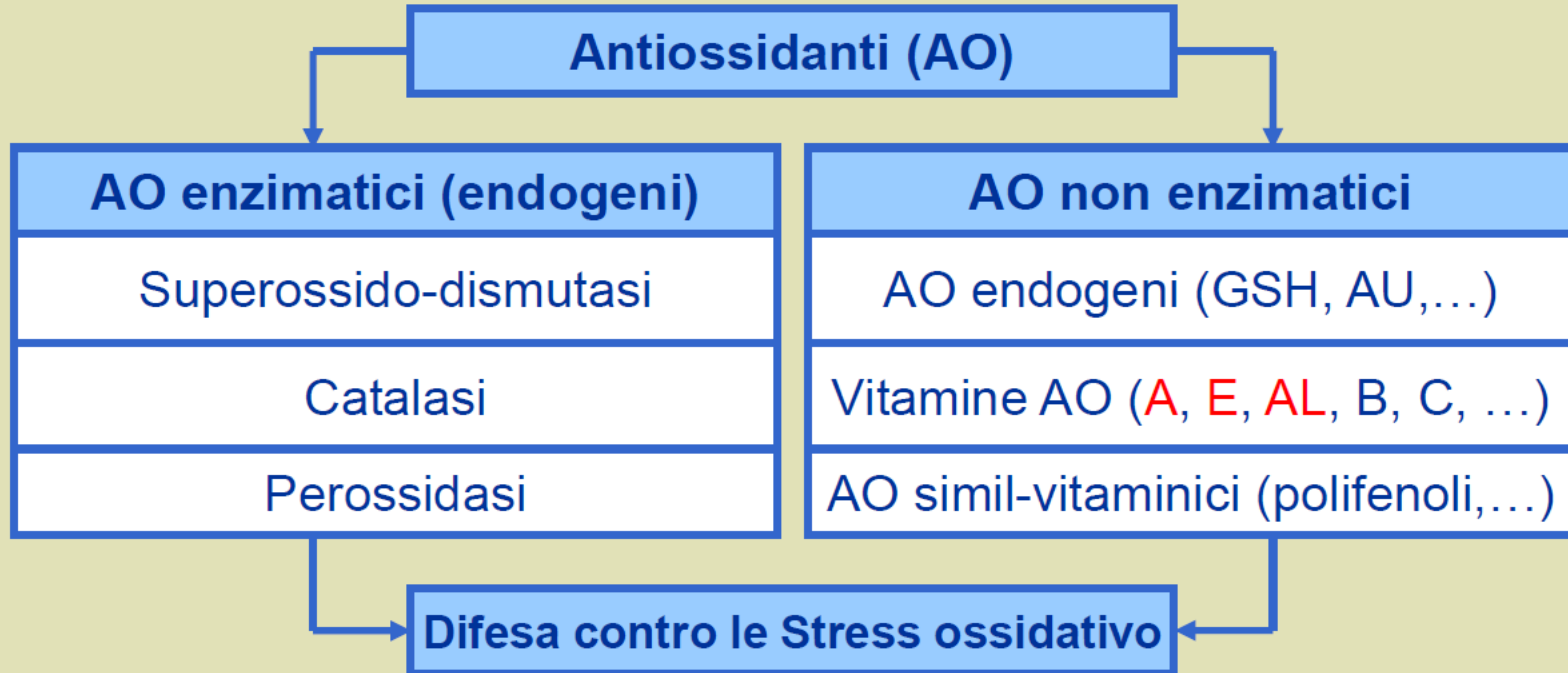 Antiossidanti (AO)
AO enzimatici (endogeni)
Superossido-dismutasi
Catalasi
Perossidasi
AO non enzimatici
AO endogeni (GSH, AU,…)
Vitamine AO (A, E, AL, B, C, …)
AO simil-vitaminici (polifenoli,…)
Difesa contro le Stress ossidativo